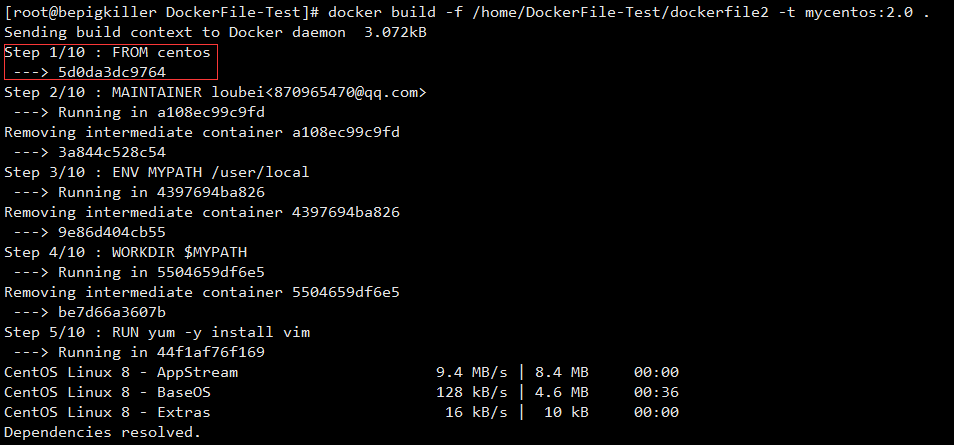 [root@bepigkiller DockerFile-Test]# docker build -f /home/DockerFile-Test/dockerfile2 -t mycentos:2.0 .
Sending build context to Docker daemon  3.072kB
Step 1/10 : FROM centos
 ---> 5d0da3dc9764
Step 2/10 : MAINTAINER loubei<870965470@qq.com>
 ---> Running in a108ec99c9fd
Removing intermediate container a108ec99c9fd
 ---> 3a844c528c54
Step 3/10 : ENV MYPATH /user/local
 ---> Running in 4397694ba826
Removing intermediate container 4397694ba826
 ---> 9e86d404cb55
Step 4/10 : WORKDIR $MYPATH
 ---> Running in 5504659df6e5
Removing intermediate container 5504659df6e5
 ---> be7d66a3607b
Step 5/10 : RUN yum -y install vim
 ---> Running in 44f1af76f169
CentOS Linux 8 - AppStream                      9.4 MB/s | 8.4 MB     00:00
CentOS Linux 8 - BaseOS                         128 kB/s | 4.6 MB     00:36
CentOS Linux 8 - Extras                          16 kB/s |  10 kB     00:00
Dependencies resolved.